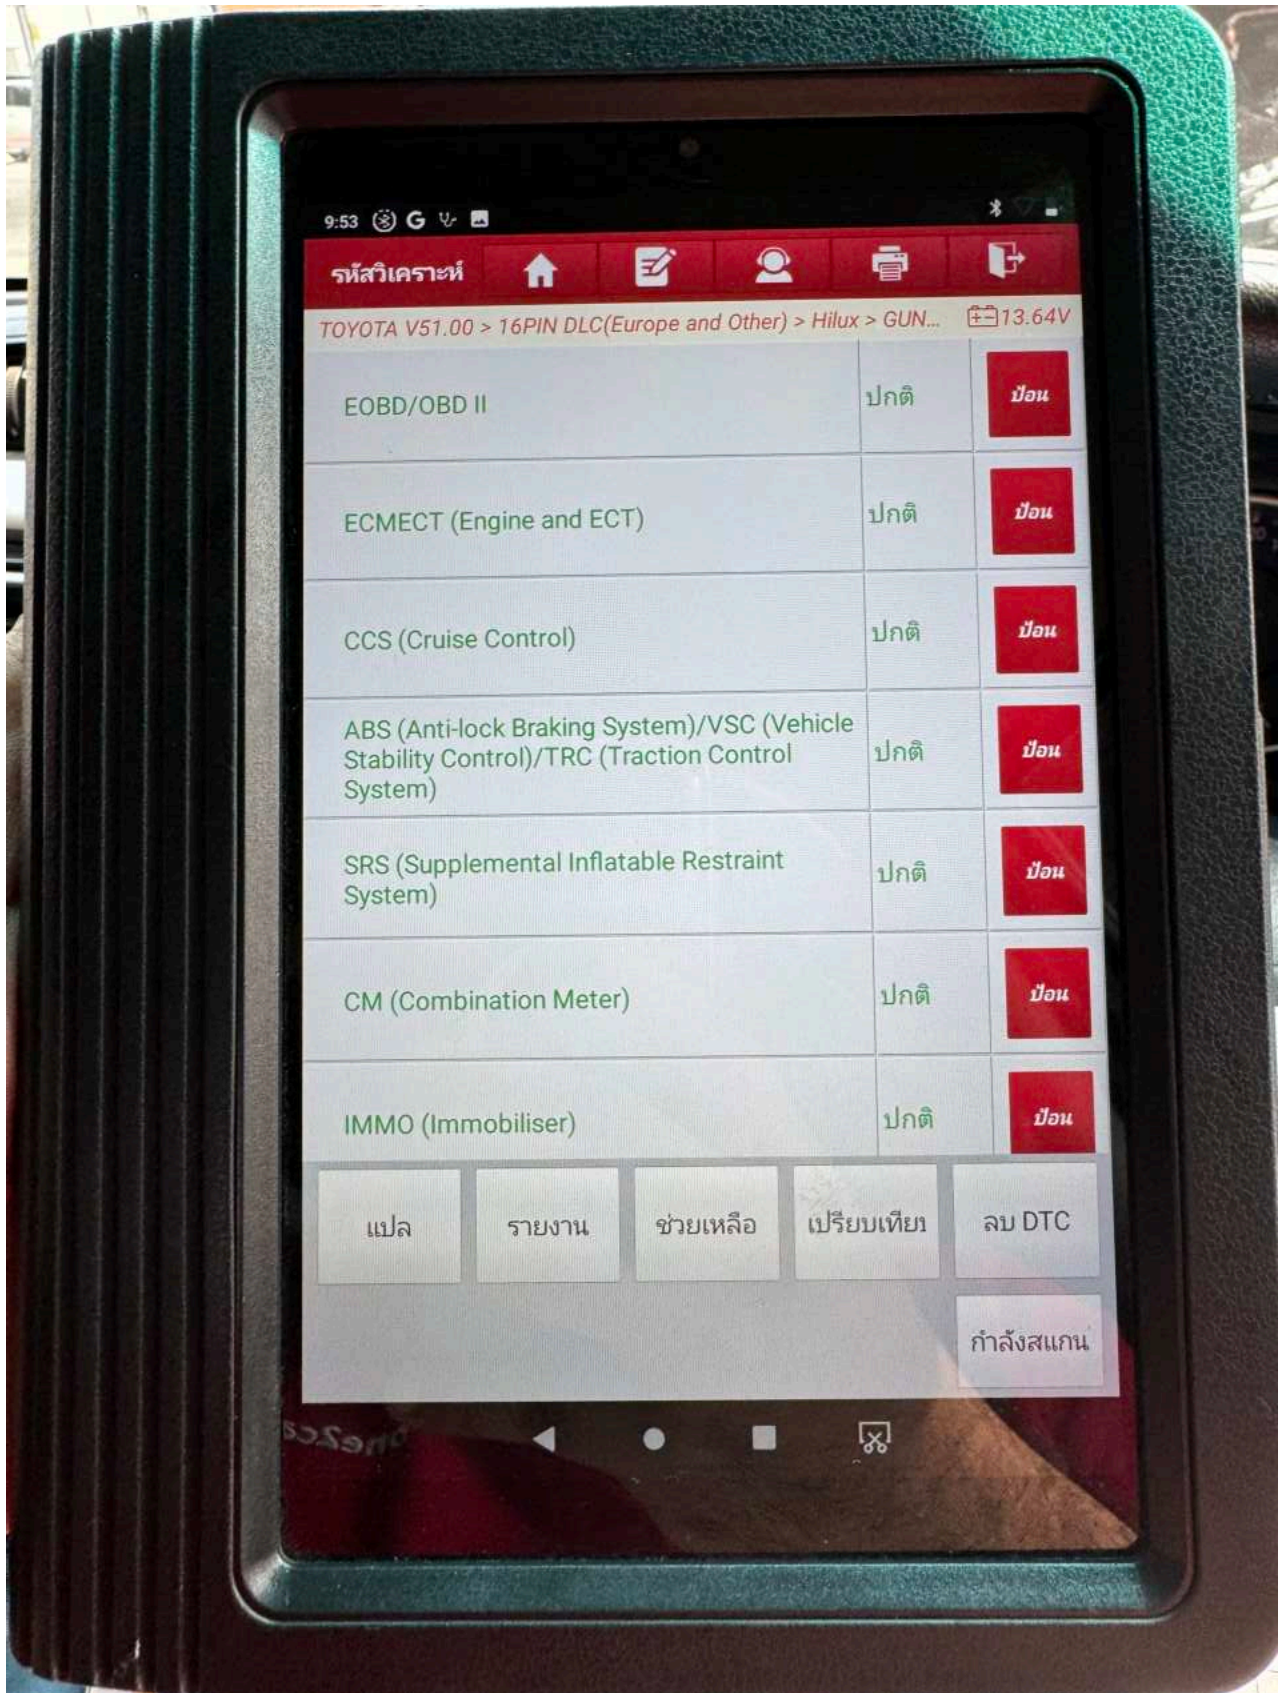 9:53 G
รหัสวิเคราะห์
TOYOTA V51.00 > 16PIN DLC(Europe and Other) > Hilux > GUN... 13.64V
EOBD/OBD II ปกติ ป้อน
ECMECT (Engine and ECT) ปกติ ป้อน
CCS (Cruise Control) ปกติ ป้อน
ABS (Anti-lock Braking System)/VSC (Vehicle
Stability Control)/TRC (Traction Control ปกติ ป้อน
System)
SRS (Supplemental Inflatable Restraint
System) ปกติ ป้อน
CM (Combination Meter) ปกติ ป้อน
IMMO (Immobiliser) ปกติ ป้อน
แปล รายงาน ช่วยเหลือ เปรียบเทียบ ลบ DTC
กำลังสแกน